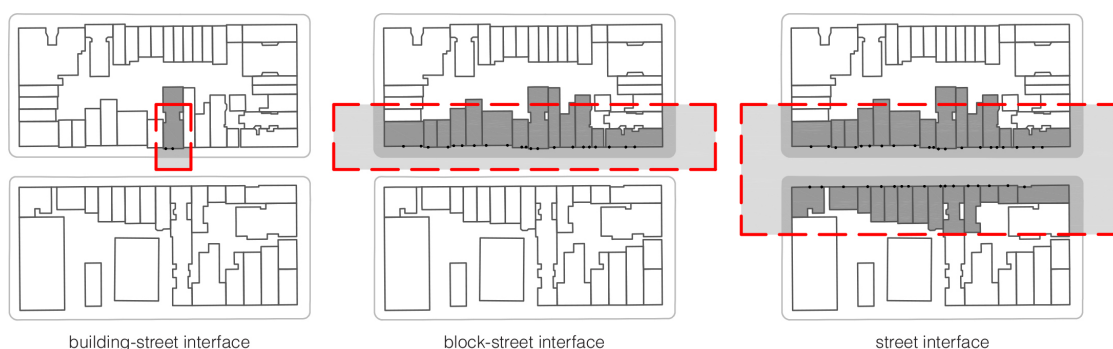 building-street interface
block-street interface
street interface